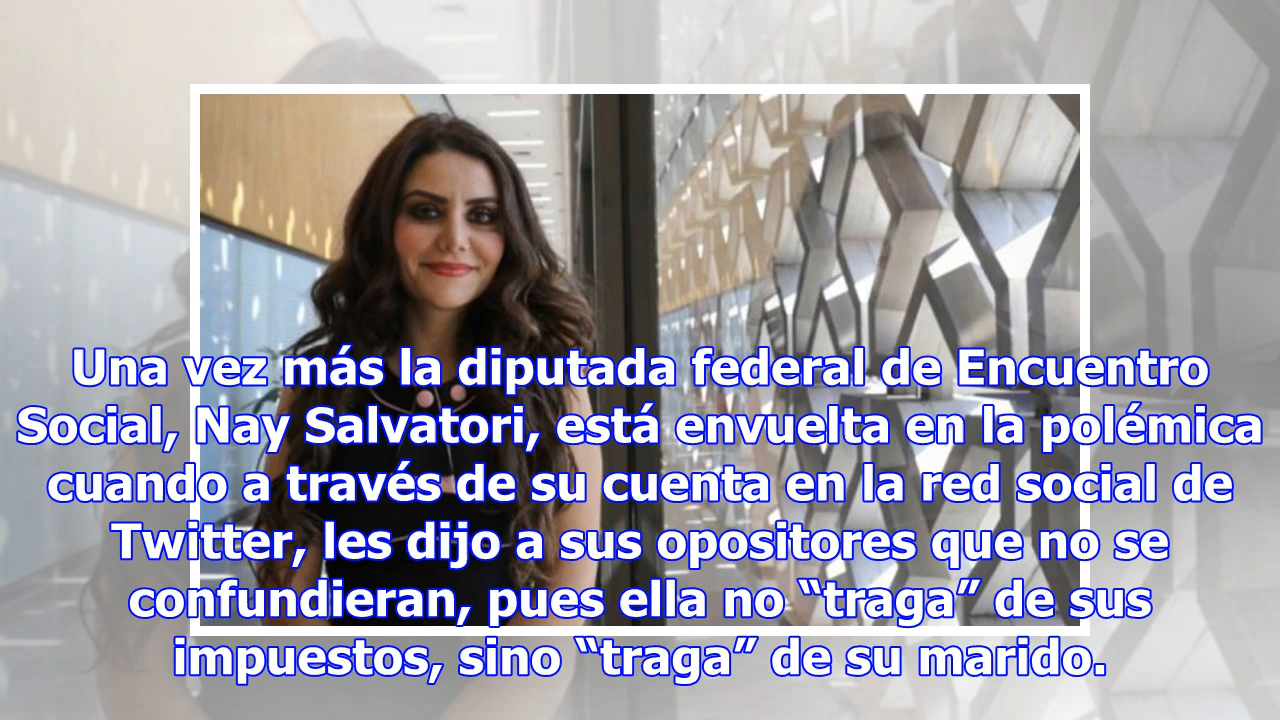 Una vez más la diputada federal de Encuentro
Social, Nay Salvatori, está envuelta en la polémica
cuando a través de su cuenta en la red social de
Twitter, les dijo a sus opositores que no se
confundieran, pues ella no “traga” de sus
impuestos, sino “traga” de su marido.